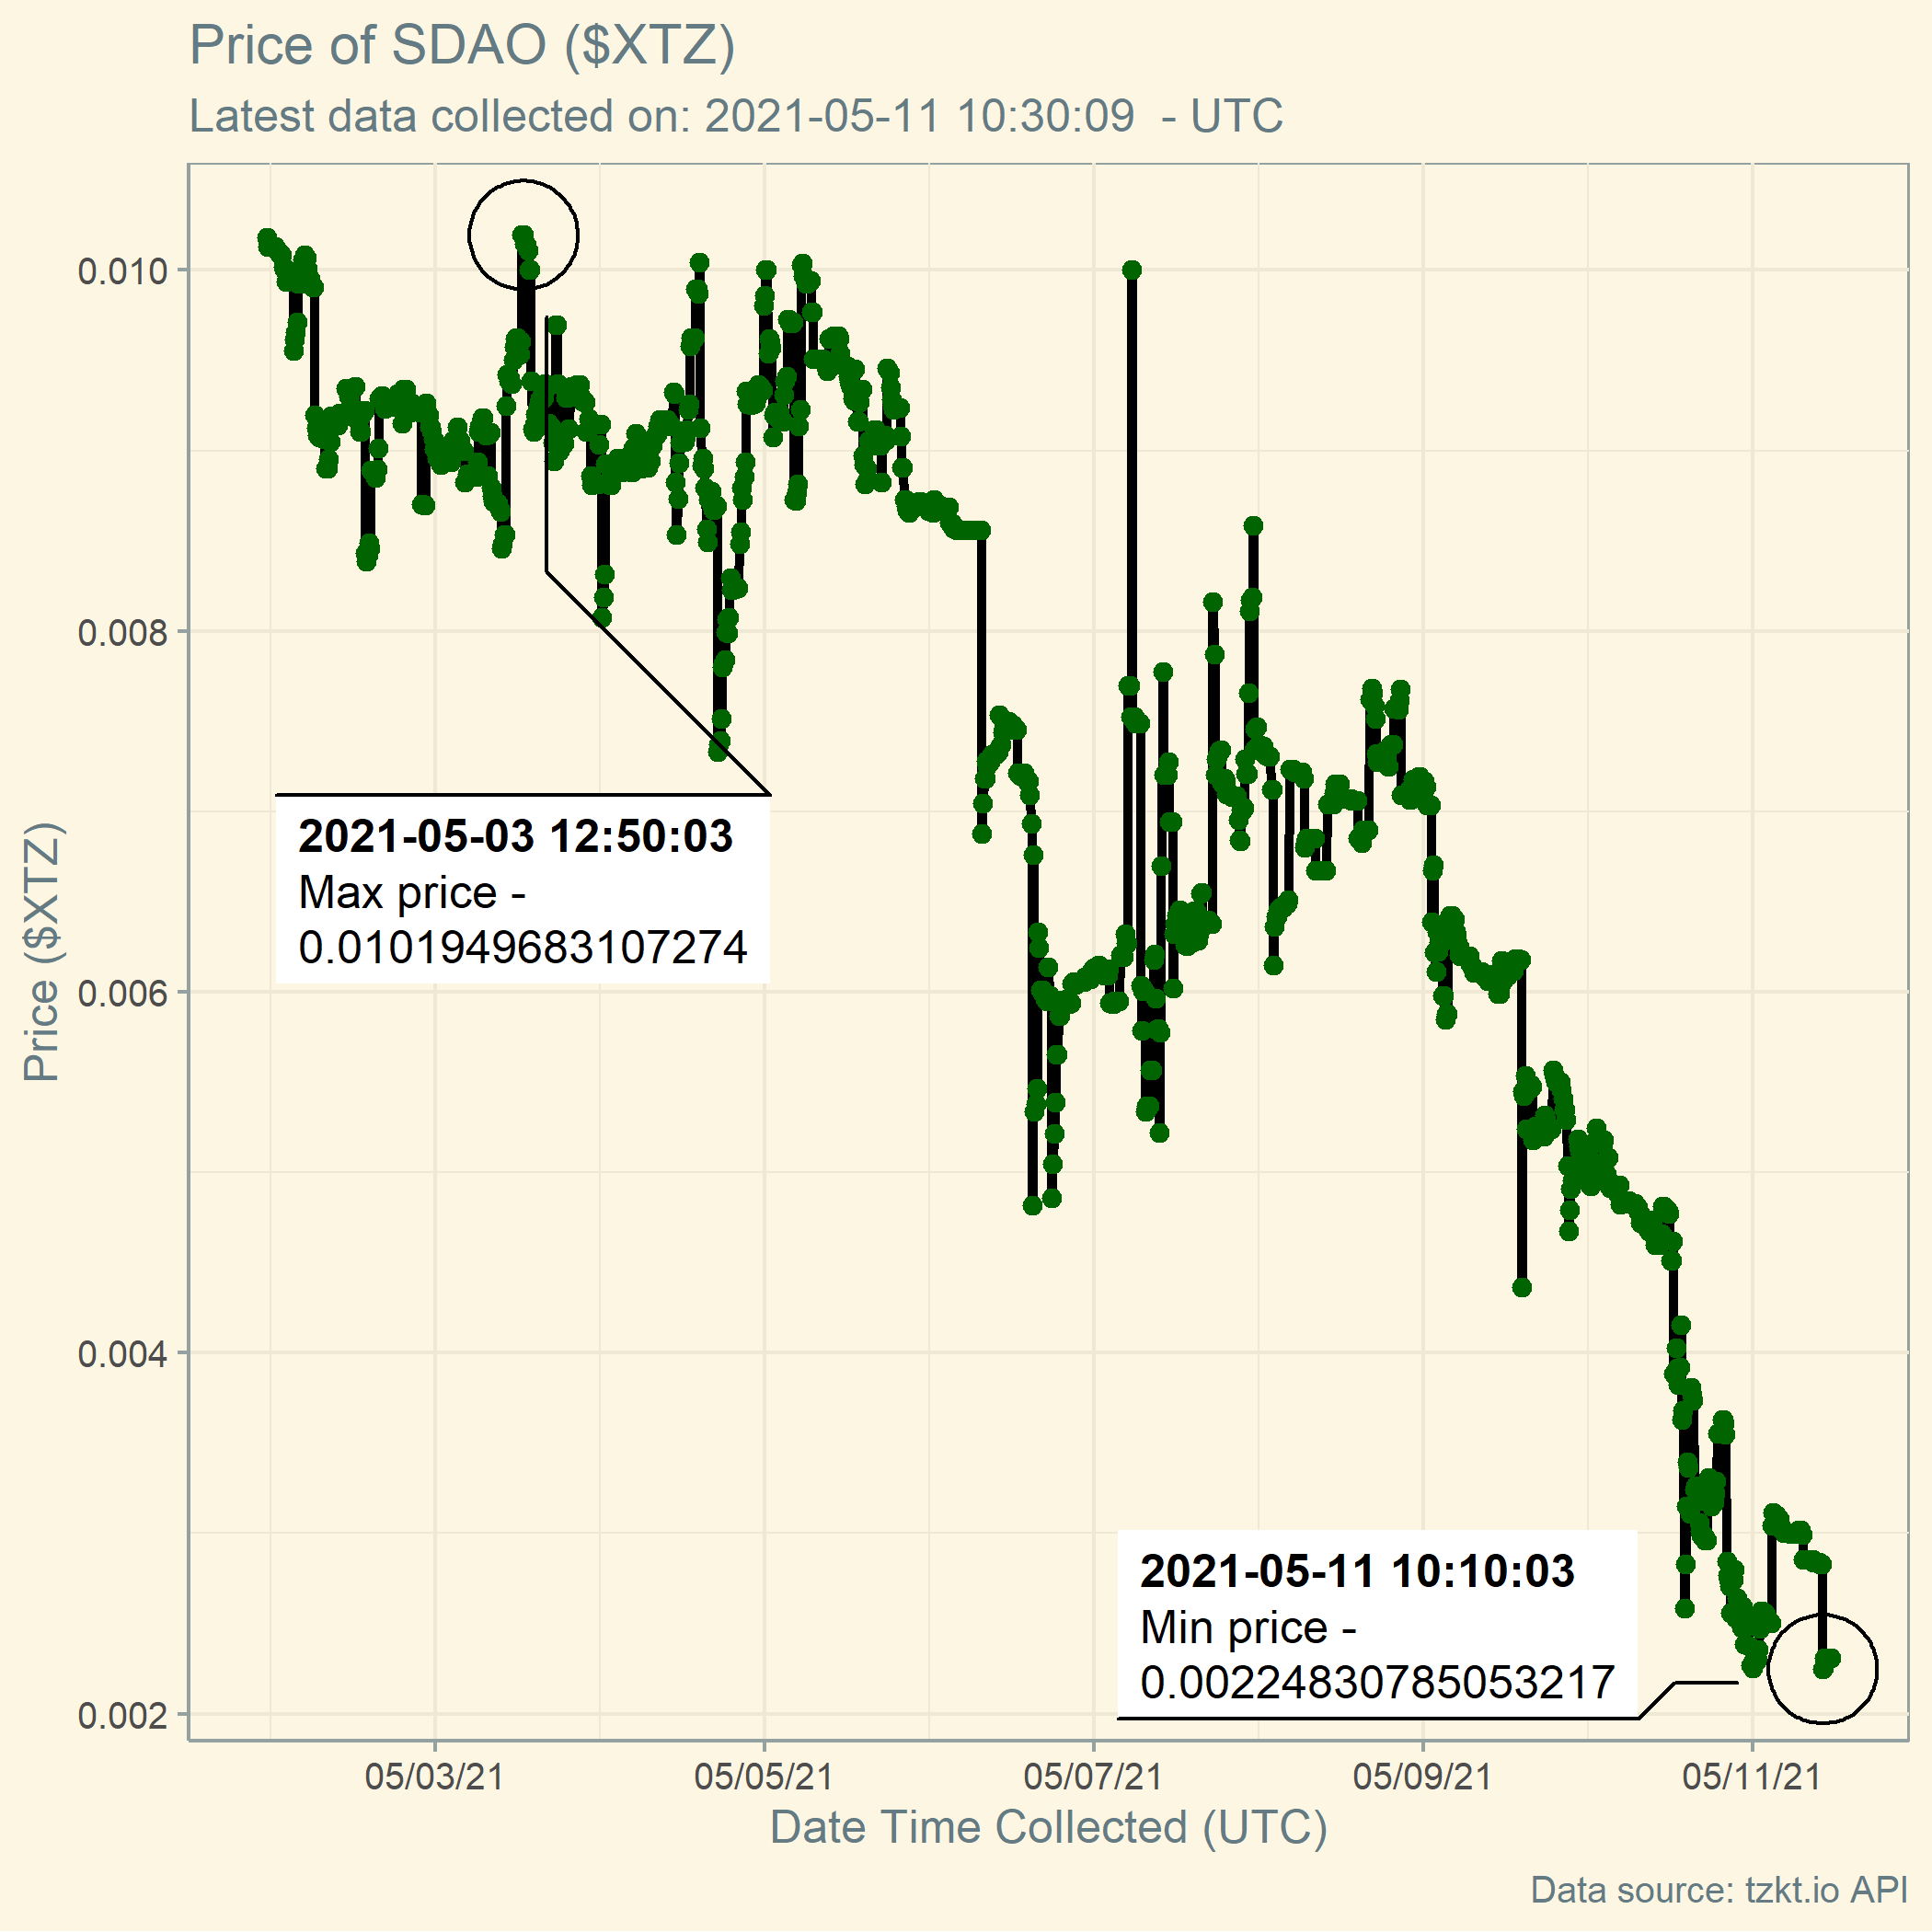 Price of SDAO ($XTZ)
Latest data collected on: 2021-05-11 10:30:09  - UTC
Price ($XTZ)
0.010
0.008
0.006
0.004
0.002
2021-05-03 12:50:03
Max price -
0.0101949683107274
2021-05-11 10:10:03
Min price -
0.00224830785053217
05/03/21
05/05/21
05/07/21
05/09/21
05/11/21
Date Time Collected (UTC)
Data source: tzkt.io API